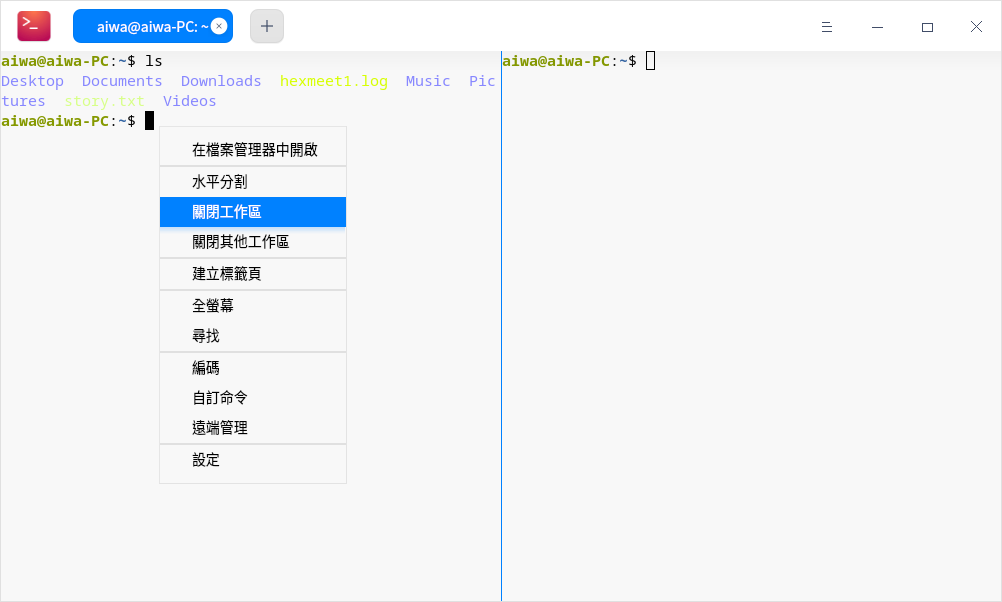 aiwa@aiwa-PC: ~
aiwa@aiwa-PC:~$ ls
Desktop  Documents  Downloads  hexmeet1.log  Music  Pic
tures  story.txt  Videos
aiwa@aiwa-PC:~$
在檔案管理器中開啟
水平分割
關閉工作區
關閉其他工作區
建立標籤頁
全螢幕
尋找
編碼
自訂命令
遠端管理
設定
aiwa@aiwa-PC:~$